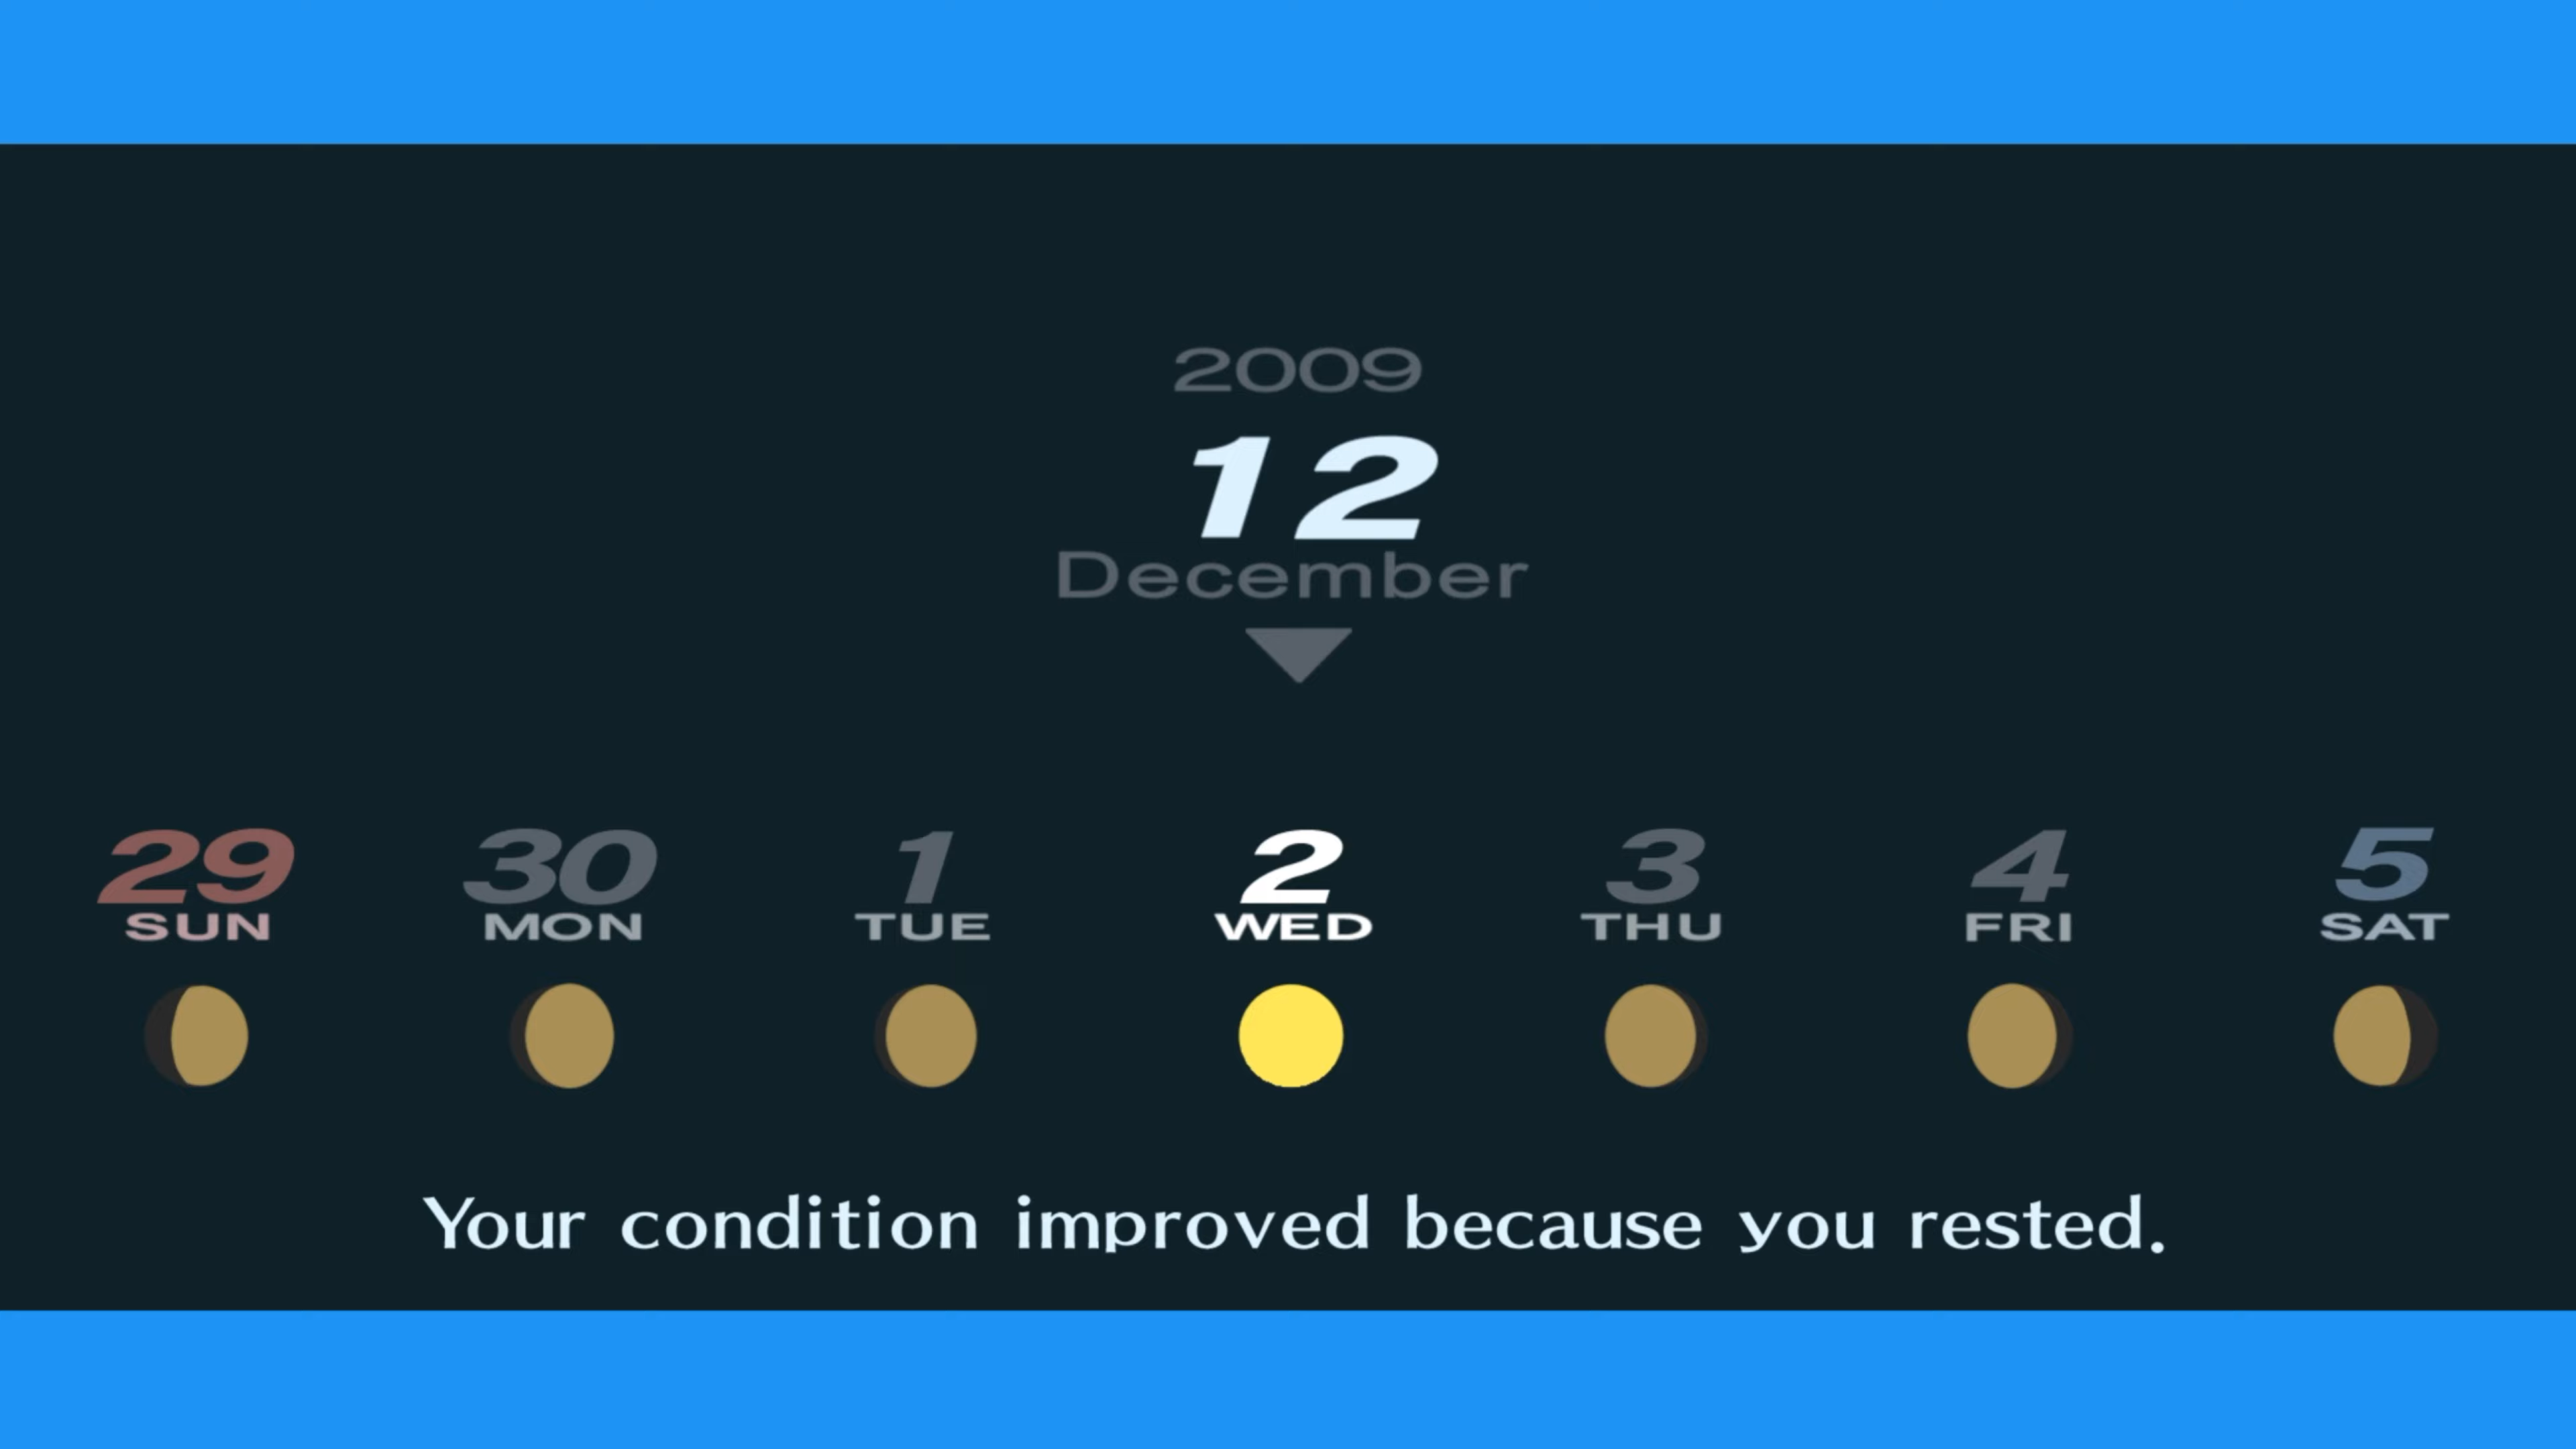 2009
12
December
29 30 1 2 3 4 5
SUN MON TUE WED THU FRI SAT
Your condition improved because you rested.